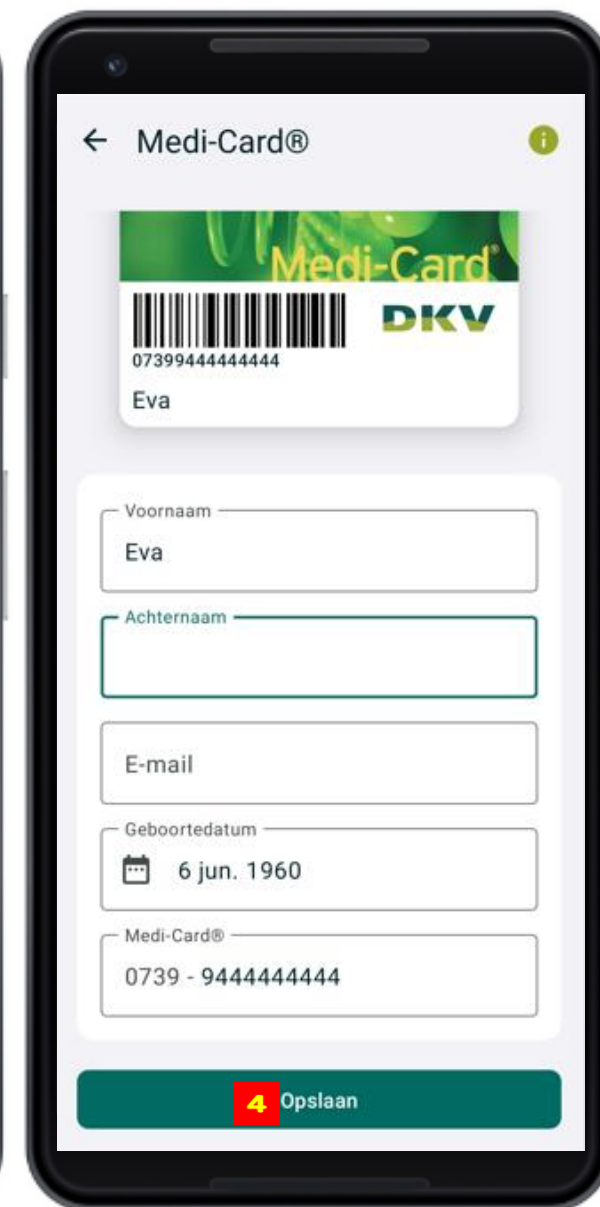 Medi-Card®
Medi-Card®
DKV
07399444444444
Eva
Voornaam
Eva
Achternaam
E-mail
Geboortedatum
6 jun. 1960
Medi-Card®
0739 - 9444444444
4 Opslaan